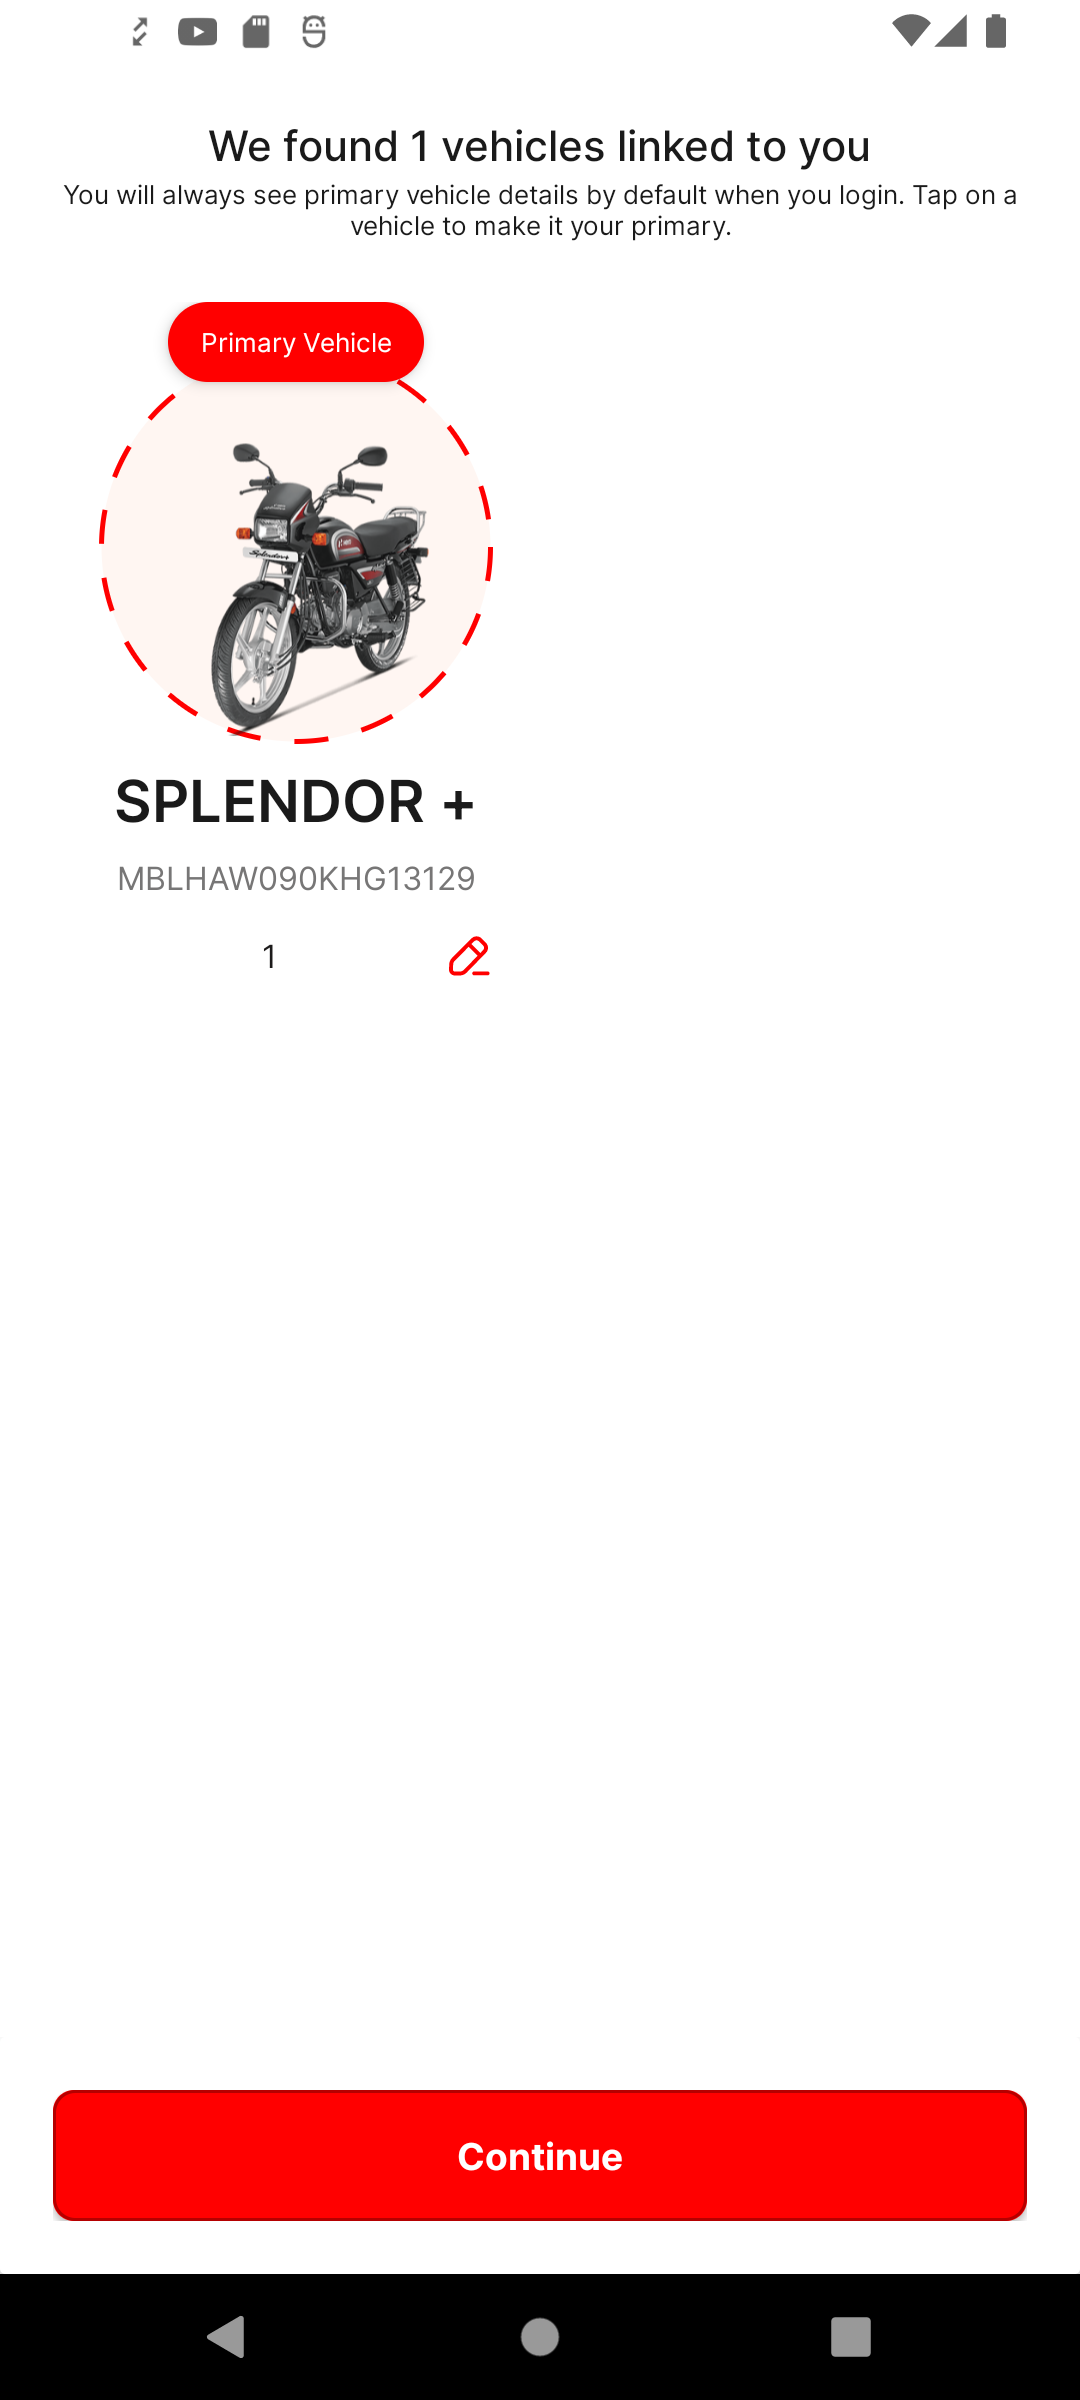 We found 1 vehicles linked to you
You will always see primary vehicle details by default when you login. Tap on a
vehicle to make it your primary.
Primary Vehicle
Splendor+
SPLENDOR +
MBLHAW090KHG13129
1
Continue